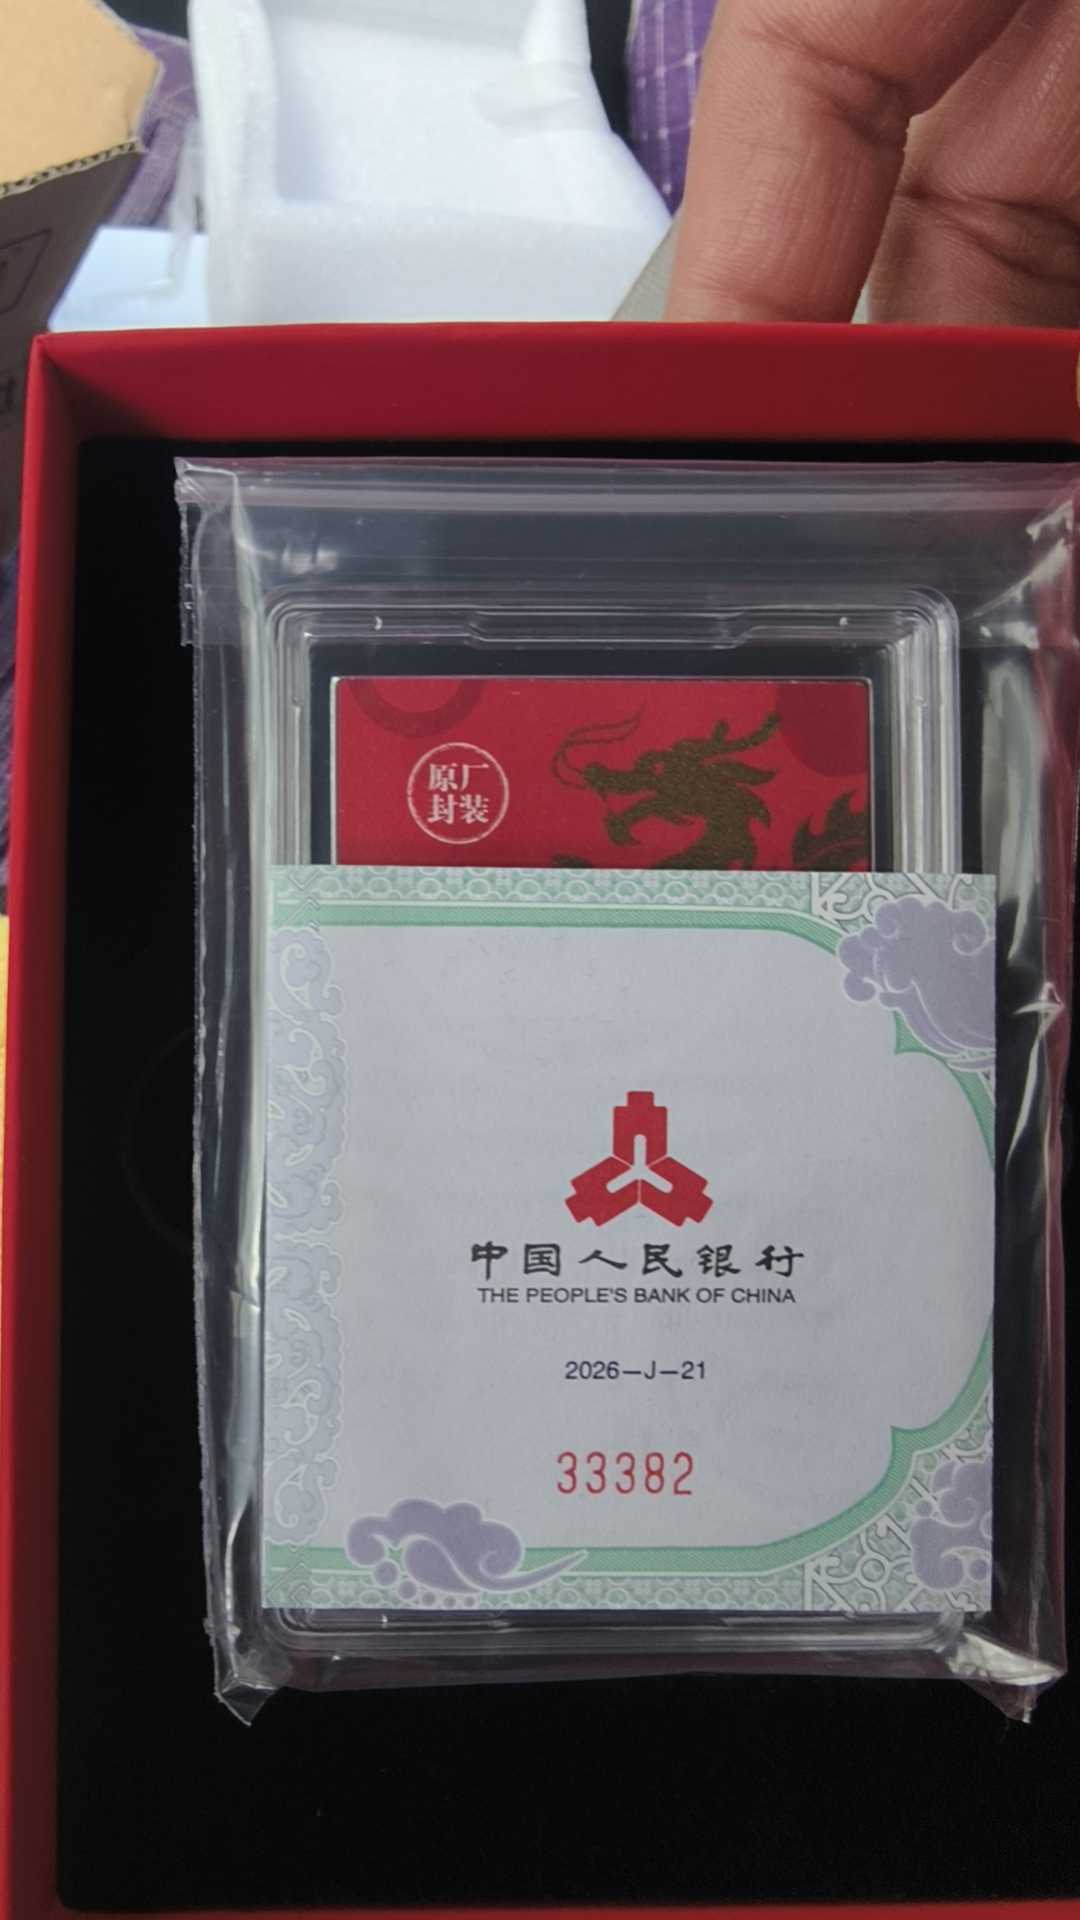 原厂
封装
中国人民银行
THE PEOPLE'S BANK OF CHINA
2026—J—21
33382